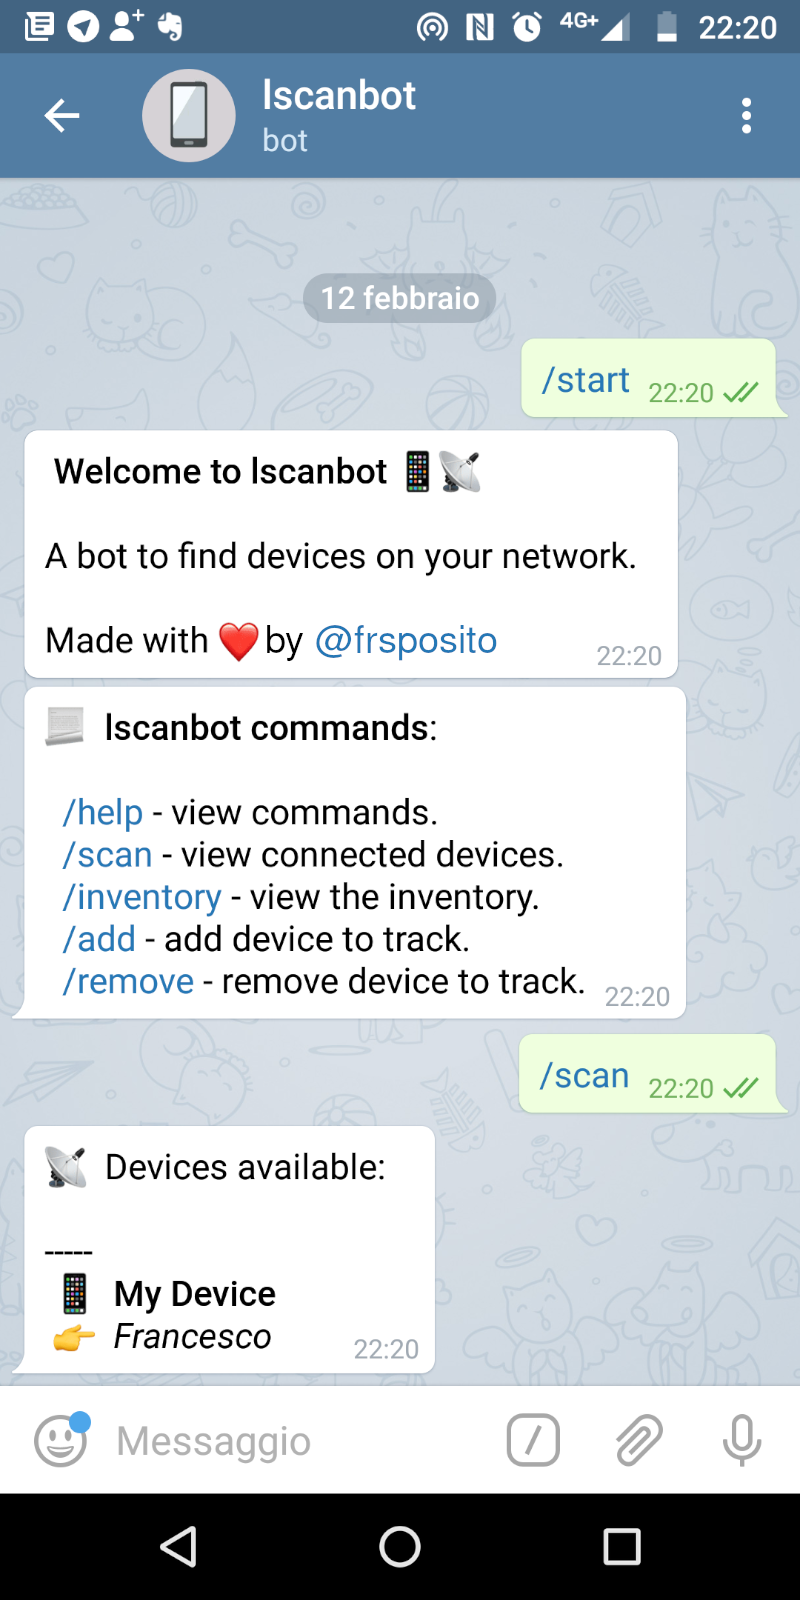 4G+ 22:20
lscanbot
bot
12 febbraio
/start 22:20
Welcome to lscanbot
A bot to find devices on your network.
Made with ❤️ by @frsposito 22:20
lscanbot commands:
/help - view commands.
/scan - view connected devices.
/inventory - view the inventory.
/add - add device to track.
/remove - remove device to track. 22:20
/scan 22:20
Devices available:
-----
My Device
Francesco 22:20
Messaggio